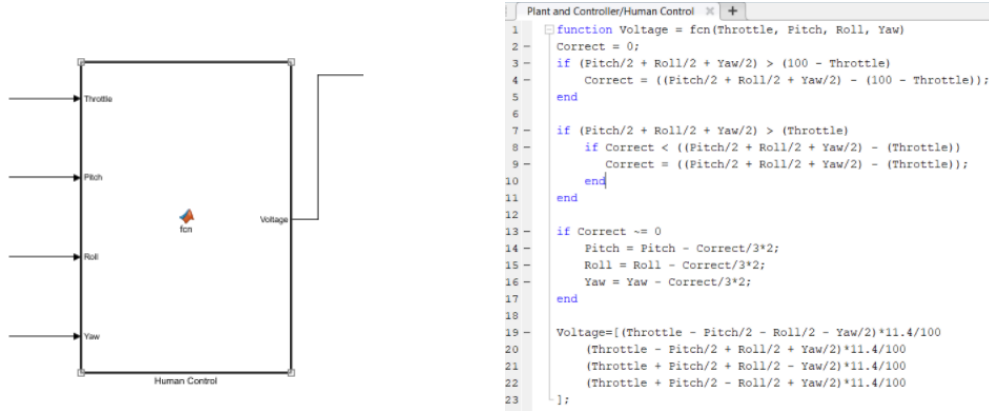 Throttle
Pitch
Roll
Yaw
fcn
Voltage
Human Control
Plant and Controller/Human Control
1 function Voltage = fcn(Throttle, Pitch, Roll, Yaw)
2 - Correct = 0;
3 - if (Pitch/2 + Roll/2 + Yaw/2) > (100 - Throttle)
4 - Correct = ((Pitch/2 + Roll/2 + Yaw/2) - (100 - Throttle));
5 end
6
7 - if (Pitch/2 + Roll/2 + Yaw/2) > (Throttle)
8 - if Correct < ((Pitch/2 + Roll/2 + Yaw/2) - (Throttle))
9 - Correct = ((Pitch/2 + Roll/2 + Yaw/2) - (Throttle));
10 end
11 end
12
13 - if Correct ~= 0
14 - Pitch = Pitch - Correct/3*2;
15 - Roll = Roll - Correct/3*2;
16 - Yaw = Yaw - Correct/3*2;
17 end
18
19 - Voltage=[(Throttle - Pitch/2 - Roll/2 - Yaw/2)*11.4/100
20 (Throttle - Pitch/2 + Roll/2 + Yaw/2)*11.4/100
21 (Throttle + Pitch/2 + Roll/2 - Yaw/2)*11.4/100
22 (Throttle + Pitch/2 - Roll/2 + Yaw/2)*11.4/100
23 ];